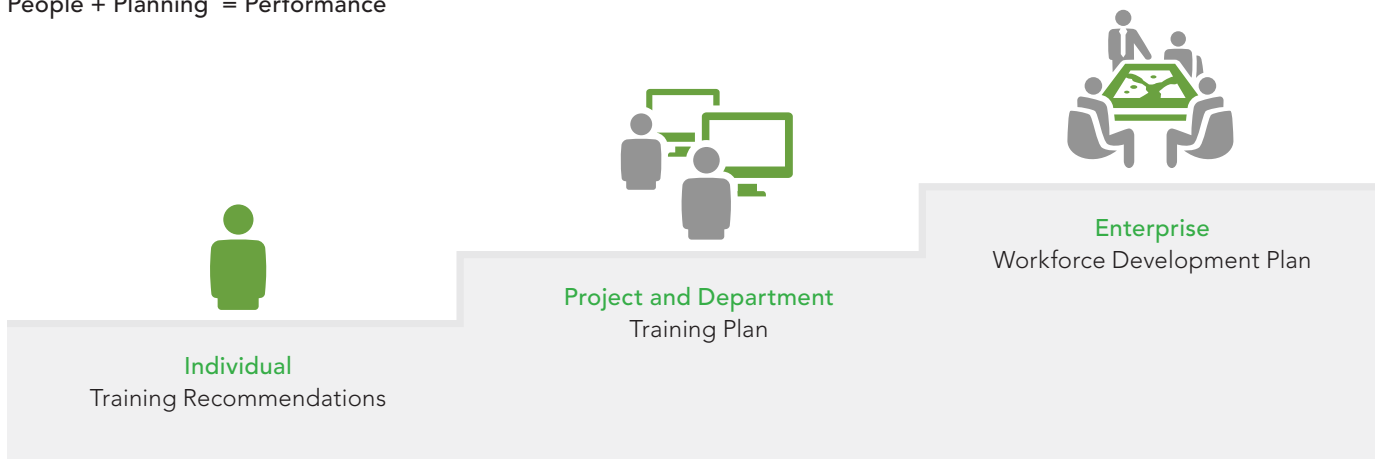 People + Planning = Performance
Individual
Training Recommendations
Project and Department
Training Plan
Enterprise
Workforce Development Plan